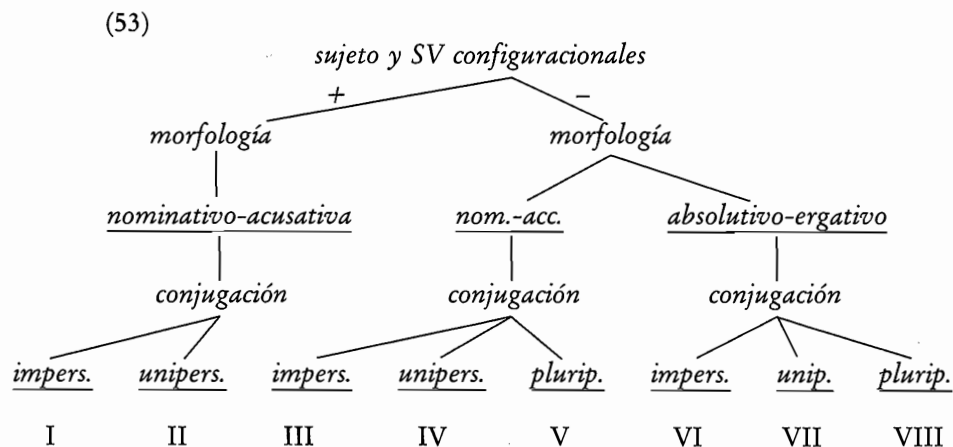 (53)
sujeto y SV configuracionales
+ −
morfología morfología
nominativo-acusativa nom.-acc. absolutivo-ergativo
conjugación conjugación conjugación
impers. unipers. impers. unipers. plurip. impers. unip. plurip.
I II III IV V VI VII VIII